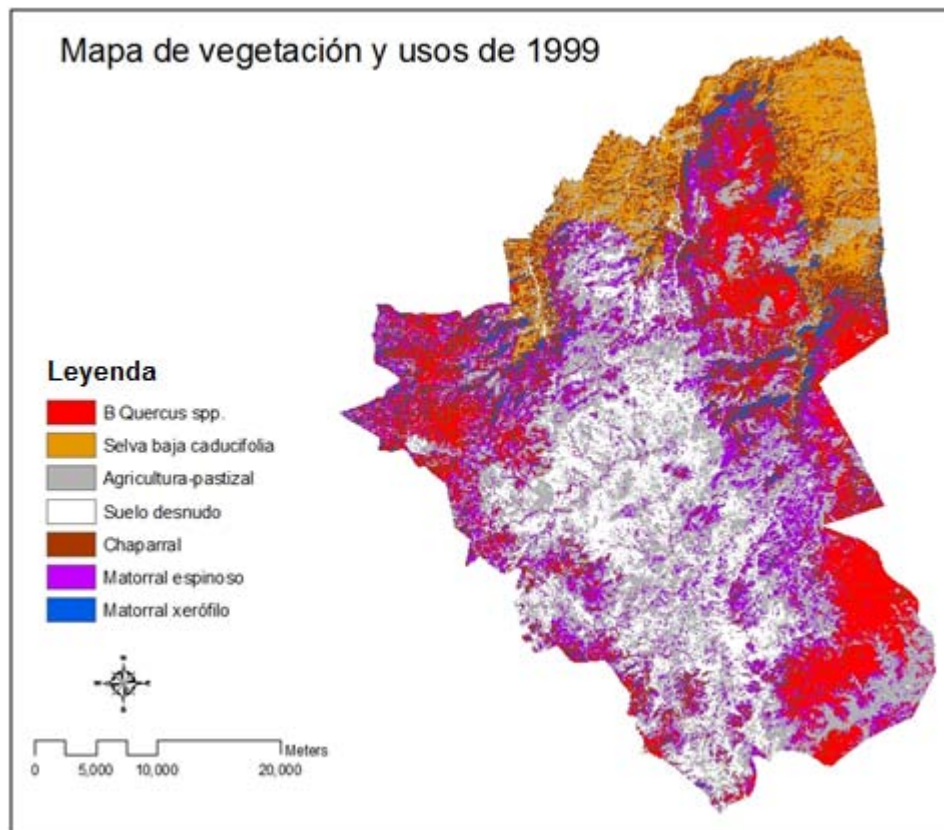 Mapa de vegetación y usos de 1999
Leyenda
B Quercus spp.
Selva baja caducifolia
Agricultura-pastizal
Suelo desnudo
Chaparral
Matorral espinoso
Matorral xerófilo
Meters
0 5,000 10,000 20,000